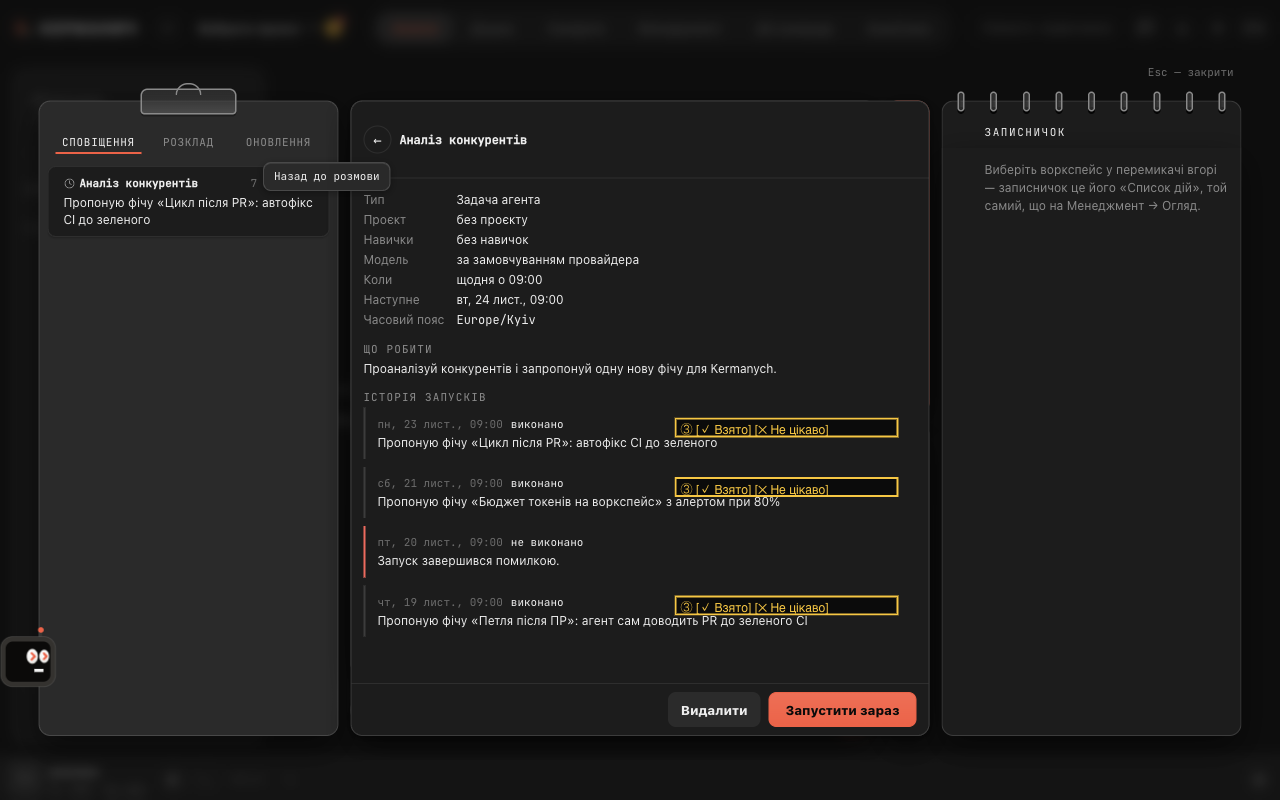 Esc — закрити
СПОВІЩЕННЯ РОЗКЛАД ОНОВЛЕННЯ
Аналіз конкурентів 7
Пропоную фічу «Цикл після PR»: автофікс
CI до зеленого
Назад до розмови
← Аналіз конкурентів
Тип Задача агента
Проєкт без проєкту
Навички без навичок
Модель за замовчуванням провайдера
Коли щодня о 09:00
Наступне вт, 24 лист., 09:00
Часовий пояс Europe/Kyiv
ЩО РОБИТИ
Проаналізуй конкурентів і запропонуй одну нову фічу для Kermanych.
ІСТОРІЯ ЗАПУСКІВ
пн, 23 лист., 09:00 виконано
③ [✓ Взято] [✕ Не цікаво]
Пропоную фічу «Цикл після PR»: автофікс CI до зеленого
сб, 21 лист., 09:00 виконано
③ [✓ Взято] [✕ Не цікаво]
Пропоную фічу «Бюджет токенів на воркспейс» з алертом при 80%
пт, 20 лист., 09:00 не виконано
Запуск завершився помилкою.
чт, 19 лист., 09:00 виконано
③ [✓ Взято] [✕ Не цікаво]
Пропоную фічу «Петля після ПР»: агент сам доводить PR до зеленого CI
Видалити Запустити зараз
ЗАПИСНИЧОК
Виберіть воркспейс у перемикачі вгорі
— записничок це його «Список дій», той
самий, що на Менеджмент → Огляд.